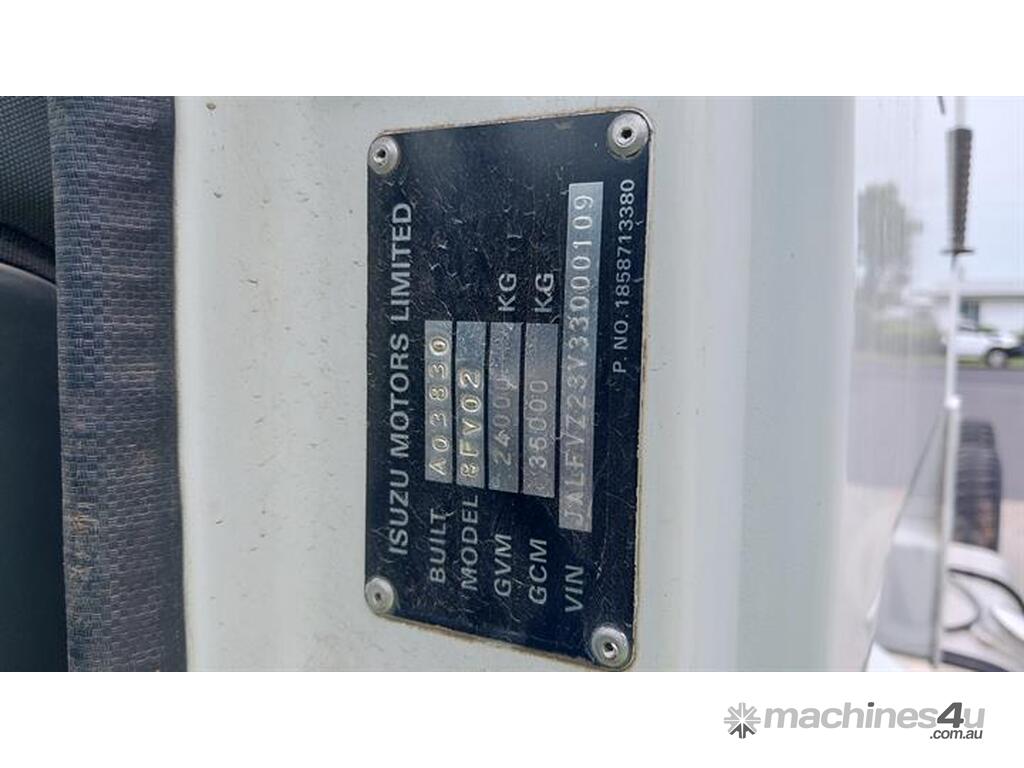 ISUZU MOTORS LIMITED
BUILT A03830
MODEL 8FV02
GVM 24000 KG
GCM 35000 KG
VIN JALFVZ23V33000109
P. NO. 1858713380
machines4u
.com.au